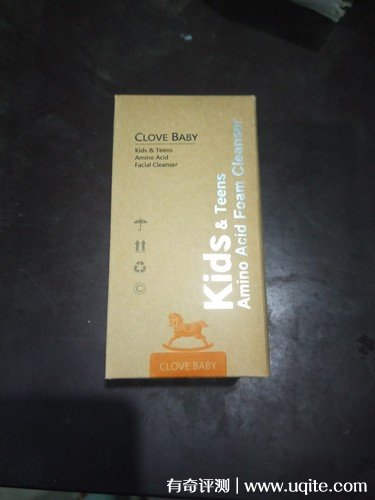 CLOVE BABY
Kids & Teens
Amino Acid
Facial Cleanser
Kids & Teens
Amino Acid Foam Cleanser
©
CLOVE BABY
有奇评测 | www.uqite.com